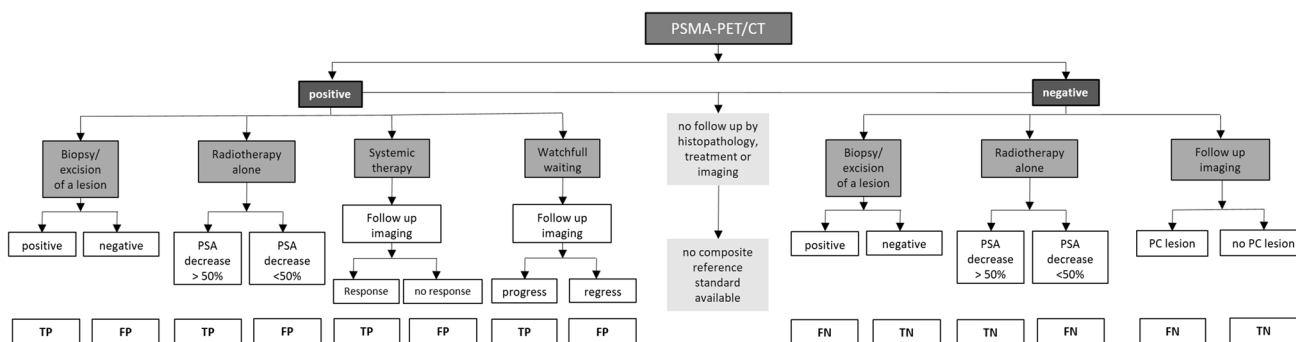 PSMA-PET/CT
positive
negative
Biopsy/
excision
of a lesion
Radiotherapy
alone
Systemic
therapy
Watchfull
waiting
no follow up by
histopathology,
treatment or
imaging
Biopsy/
excision
of a lesion
Radiotherapy
alone
Follow up
imaging
positive
negative
PSA
decrease
> 50%
PSA
decrease
<50%
Follow up
imaging
Follow up
imaging
Response
no response
progress
regress
no composite
reference
standard
available
positive
negative
PSA
decrease
> 50%
PSA
decrease
<50%
PC lesion
no PC lesion
TP
FP
TP
FP
TP
FP
TP
FP
FN
TN
TN
FN
FN
TN